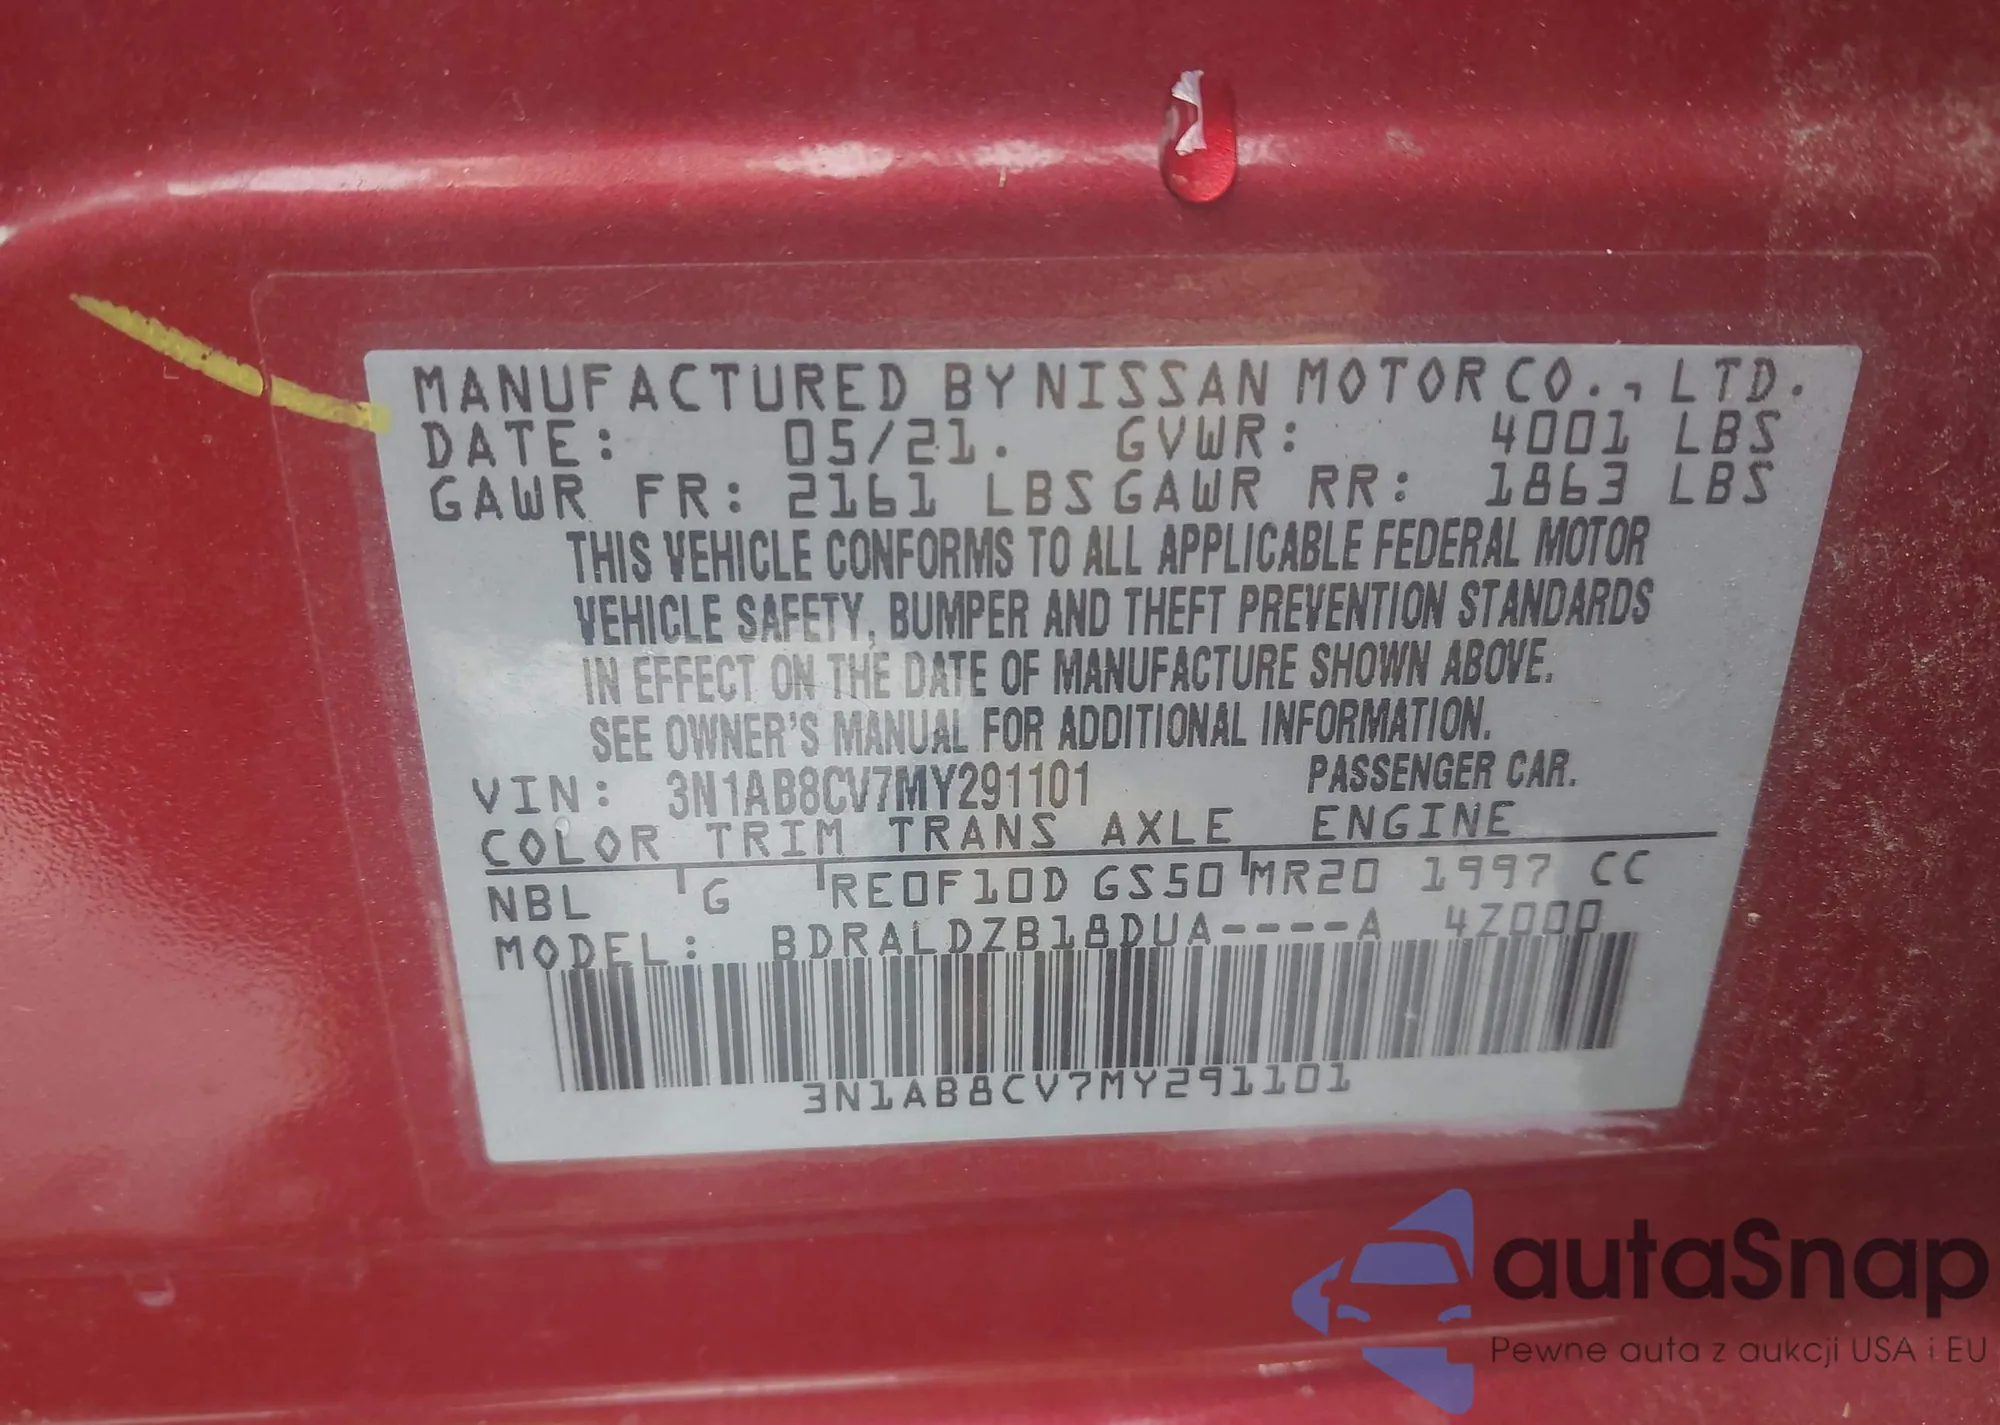 MANUFACTURED BY NISSAN MOTOR CO., LTD.
DATE: 05/21. GVWR: 4001 LBS
GAWR FR: 2161 LBS GAWR RR: 1863 LBS
THIS VEHICLE CONFORMS TO ALL APPLICABLE FEDERAL MOTOR
VEHICLE SAFETY, BUMPER AND THEFT PREVENTION STANDARDS
IN EFFECT ON THE DATE OF MANUFACTURE SHOWN ABOVE.
SEE OWNER'S MANUAL FOR ADDITIONAL INFORMATION.
VIN: 3N1AB8CV7MY291101 PASSENGER CAR.
COLOR TRIM TRANS AXLE ENGINE
NBL G RE0F10D GS50 MR20 1997 CC
MODEL: BDRALDZB18DUA----A 4Z000
3N1AB8CV7MY291101
autaSnap
Pewne auta z aukcji USA i EU